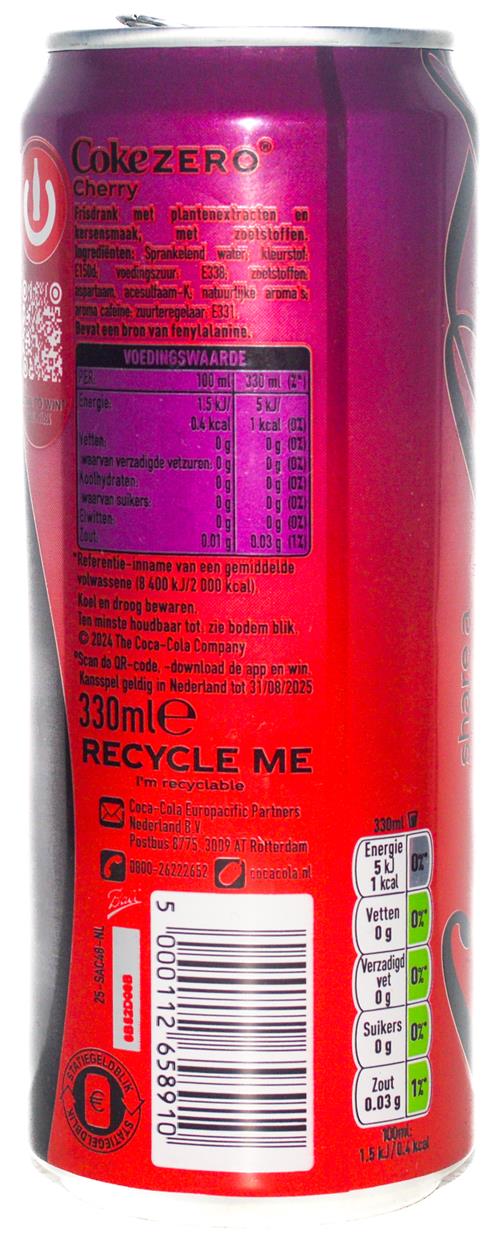 CokeZERO®
Cherry
Frisdrank met plantenextracten en
kersensmaak, met zoetstoffen.
Ingrediënten: Sprankelend water; kleurstof:
E150d; voedingszuur: E338; zoetstoffen:
aspartaam, acesulfaam-K; natuurlijke aroma's;
aroma cafeïne; zuurteregelaar: E331.
Bevat een bron van fenylalanine.
VOEDINGSWAARDE
PER: 100 ml 330 ml (%*)
Energie: 1.5 kJ/ 5 kJ/
0.4 kcal 1 kcal (0%)
Vetten: 0 g 0 g (0%)
waarvan verzadigde vetzuren: 0 g 0 g (0%)
Koolhydraten: 0 g 0 g (0%)
waarvan suikers: 0 g 0 g (0%)
Eiwitten: 0 g 0 g (0%)
Zout: 0.01 g 0.03 g (1%)
*Referentie-inname van een gemiddelde
volwassene (8 400 kJ/2 000 kcal)
Koel en droog bewaren.
Ten minste houdbaar tot: zie bodem blik.
© 2024 The Coca-Cola Company
*Scan de QR-code, -download de app en win.
Kansspel geldig in Nederland tot 31/08/2025
330ml e
RECYCLE ME
I'm recyclable
Coca-Cola Europacific Partners
Nederland B.V.
Postbus 8775, 3009 AT Rotterdam
0800-26222652 cocacola.nl
25-SAC48-NL
6B82D00B
5 000112 658910
STATIEGELDBLIK
€
STATIEGELDBLIK
share a
330ml
Energie
5 kJ
1 kcal
0%*
Vetten
0 g
0%*
Verzadigd
vet
0 g
0%*
Suikers
0 g
0%*
Zout
0.03 g
1%*
100ml:
1.5 kJ/0.4 kcal